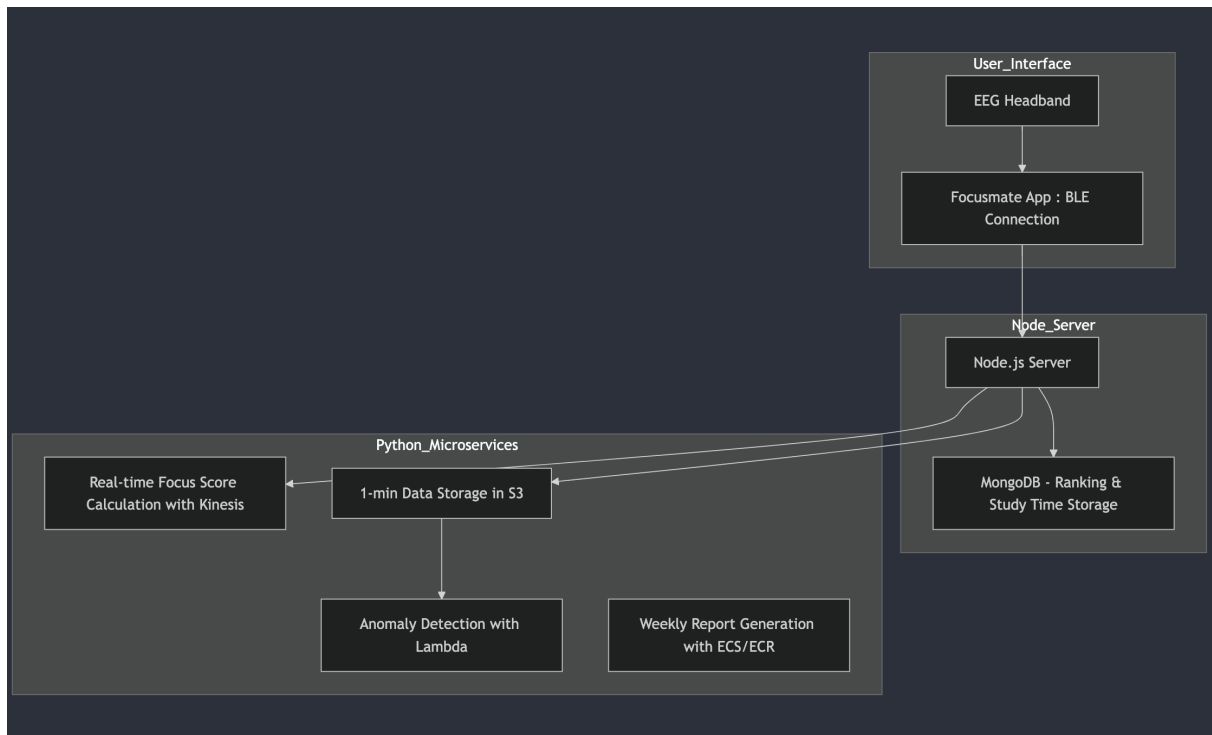 User_Interface
EEG Headband
Focusmate App : BLE
Connection
Node_Server
Node.js Server
MongoDB - Ranking &
Study Time Storage
Python_Microservices
Real-time Focus Score
Calculation with Kinesis
1-min Data Storage in S3
Anomaly Detection with
Lambda
Weekly Report Generation
with ECS/ECR